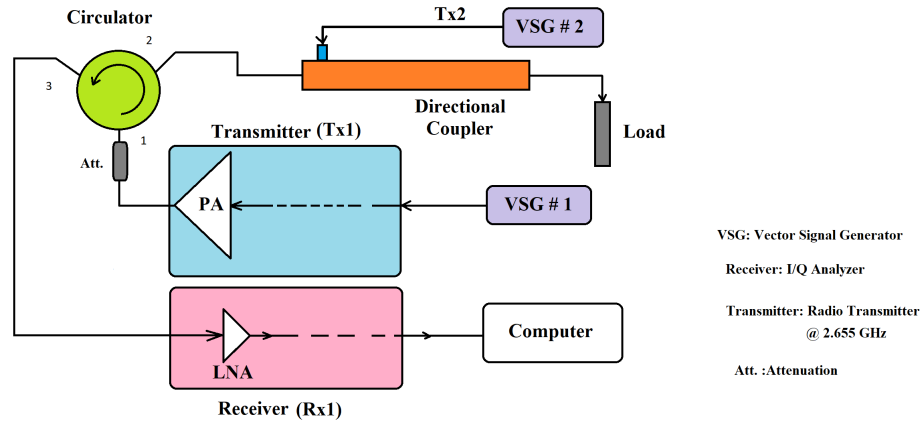 Circulator
Tx2
VSG # 2
2
3
1
Directional
Coupler
Load
Att.
Transmitter (Tx1)
PA
VSG # 1
VSG: Vector Signal Generator
Receiver: I/Q Analyzer
Transmitter: Radio Transmitter
@ 2.655 GHz
Att. :Attenuation
LNA
Computer
Receiver (Rx1)